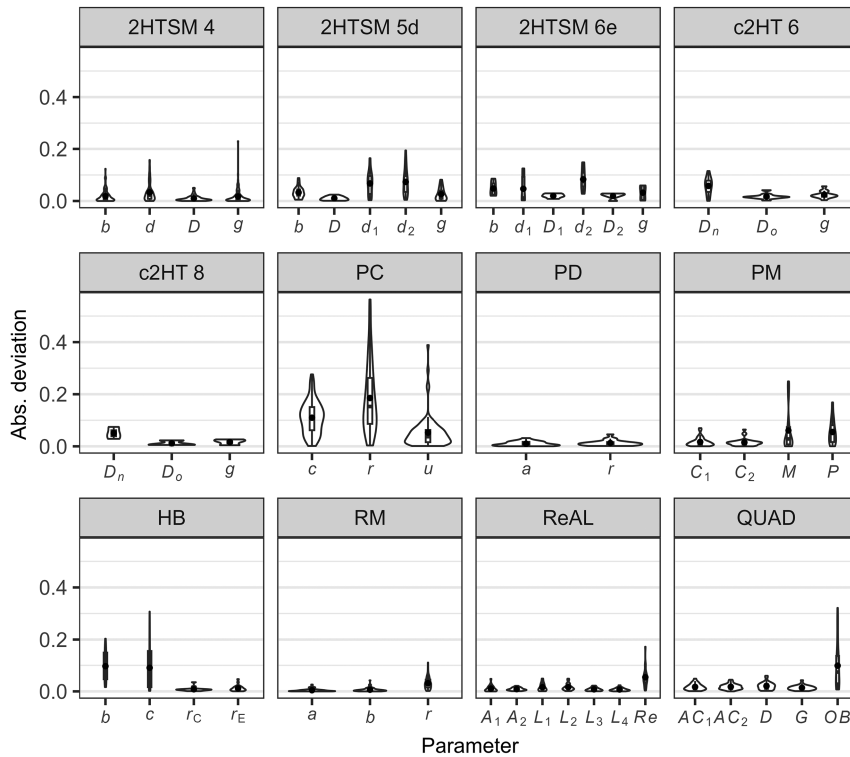 2HTSM 4 2HTSM 5d 2HTSM 6e c2HT 6
0.4
0.2
0.0
b d D g b D d₁ d₂ g b d₁ D₁ d₂ D₂ g Dₙ Dₒ g
c2HT 8 PC PD PM
0.4
0.2
0.0
Dₙ Dₒ g c r u a r C₁ C₂ M P
HB RM ReAL QUAD
0.4
0.2
0.0
b c r_C r_E a b r A₁ A₂ L₁ L₂ L₃ L₄ Re AC₁ AC₂ D G OB
Abs. deviation
Parameter